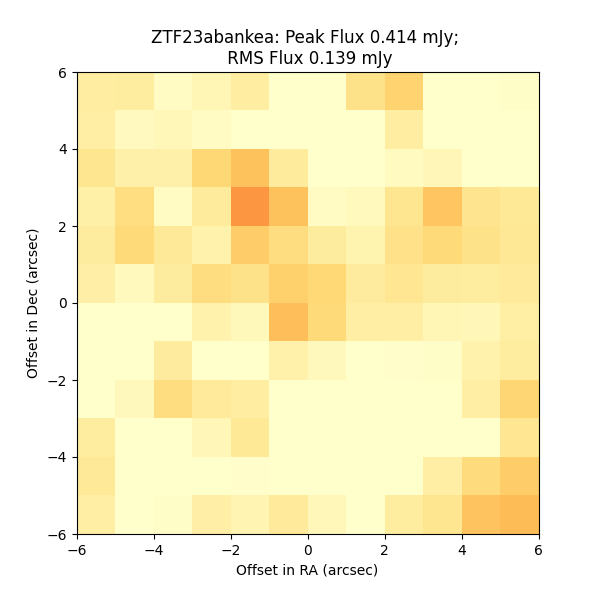 ZTF23abankea: Peak Flux 0.414 mJy;
RMS Flux 0.139 mJy
6
4
2
0
−2
−4
−6
Offset in Dec (arcsec)
−6 −4 −2 0 2 4 6
Offset in RA (arcsec)